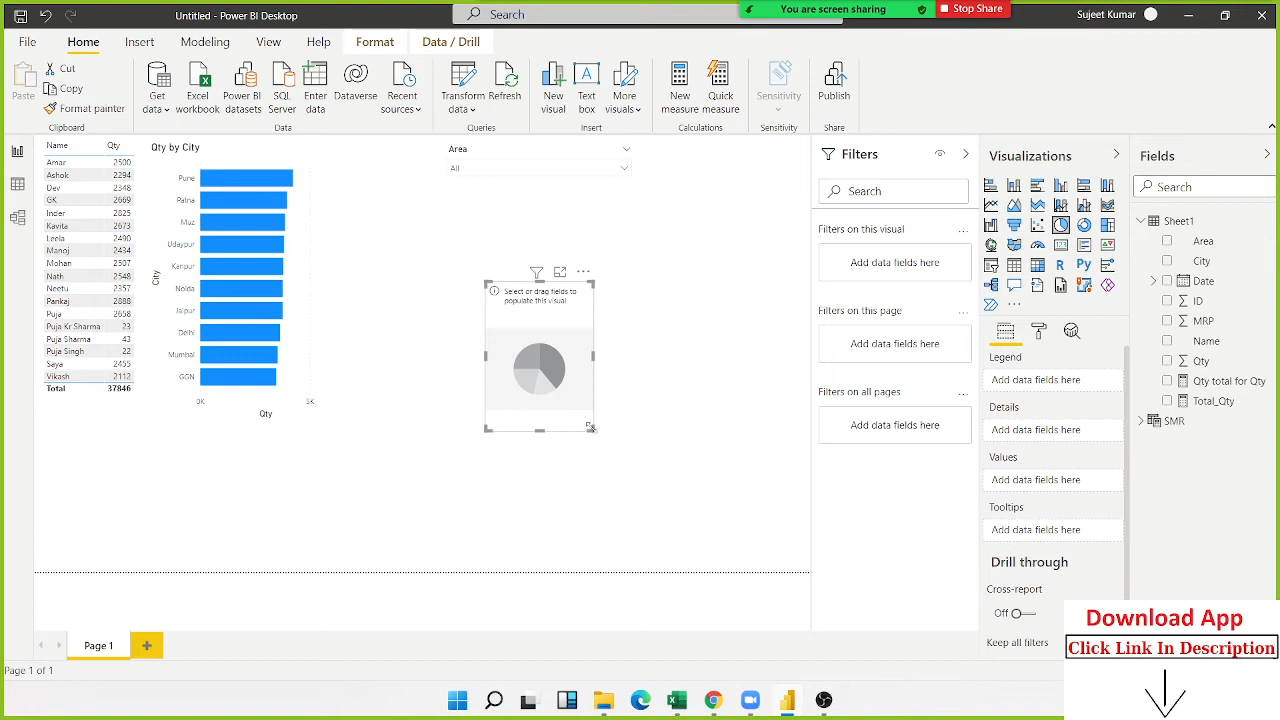 Untitled - Power BI Desktop
Search
You are screen sharing
Stop Share
Sujeet Kumar
File
Home
Insert
Modeling
View
Help
Format
Data / Drill
Paste
Cut
Copy
Format painter
Get data
Excel workbook
Power BI datasets
SQL Server
Enter data
Dataverse
Recent sources
Transform data
Refresh
New visual
Text box
More visuals
New measure
Quick measure
Sensitivity
Publish
Clipboard
Data
Queries
Insert
Calculations
Sensitivity
Share
Name Qty
Amar 2500
Ashok 2294
Dev 2348
GK 2669
Inder 2825
Kavita 2673
Leela 2490
Manoj 2434
Mohan 2507
Nath 2548
Neetu 2357
Pankaj 2888
Puja 2658
Puja Kr Sharma 23
Puja Sharma 43
Puja Singh 22
Saya 2455
Vikash 2112
Total 37846
Qty by City
City
Pune
Patna
Muz
Udaypur
Kanpur
Noida
Jaipur
Delhi
Mumbai
GGN
0K 5K
Qty
Area
All
Select or drag fields to
populate this visual
Filters
Search
Filters on this visual
Add data fields here
Filters on this page
Add data fields here
Filters on all pages
Add data fields here
Visualizations
R Py
Legend
Add data fields here
Details
Add data fields here
Values
Add data fields here
Tooltips
Add data fields here
Drill through
Cross-report
Off
Keep all filters
Fields
Search
Sheet1
Area
City
Date
ID
MRP
Name
Qty
Qty total for Qty
Total_Qty
SMR
Page 1
Page 1 of 1
Download App
Click Link In Description